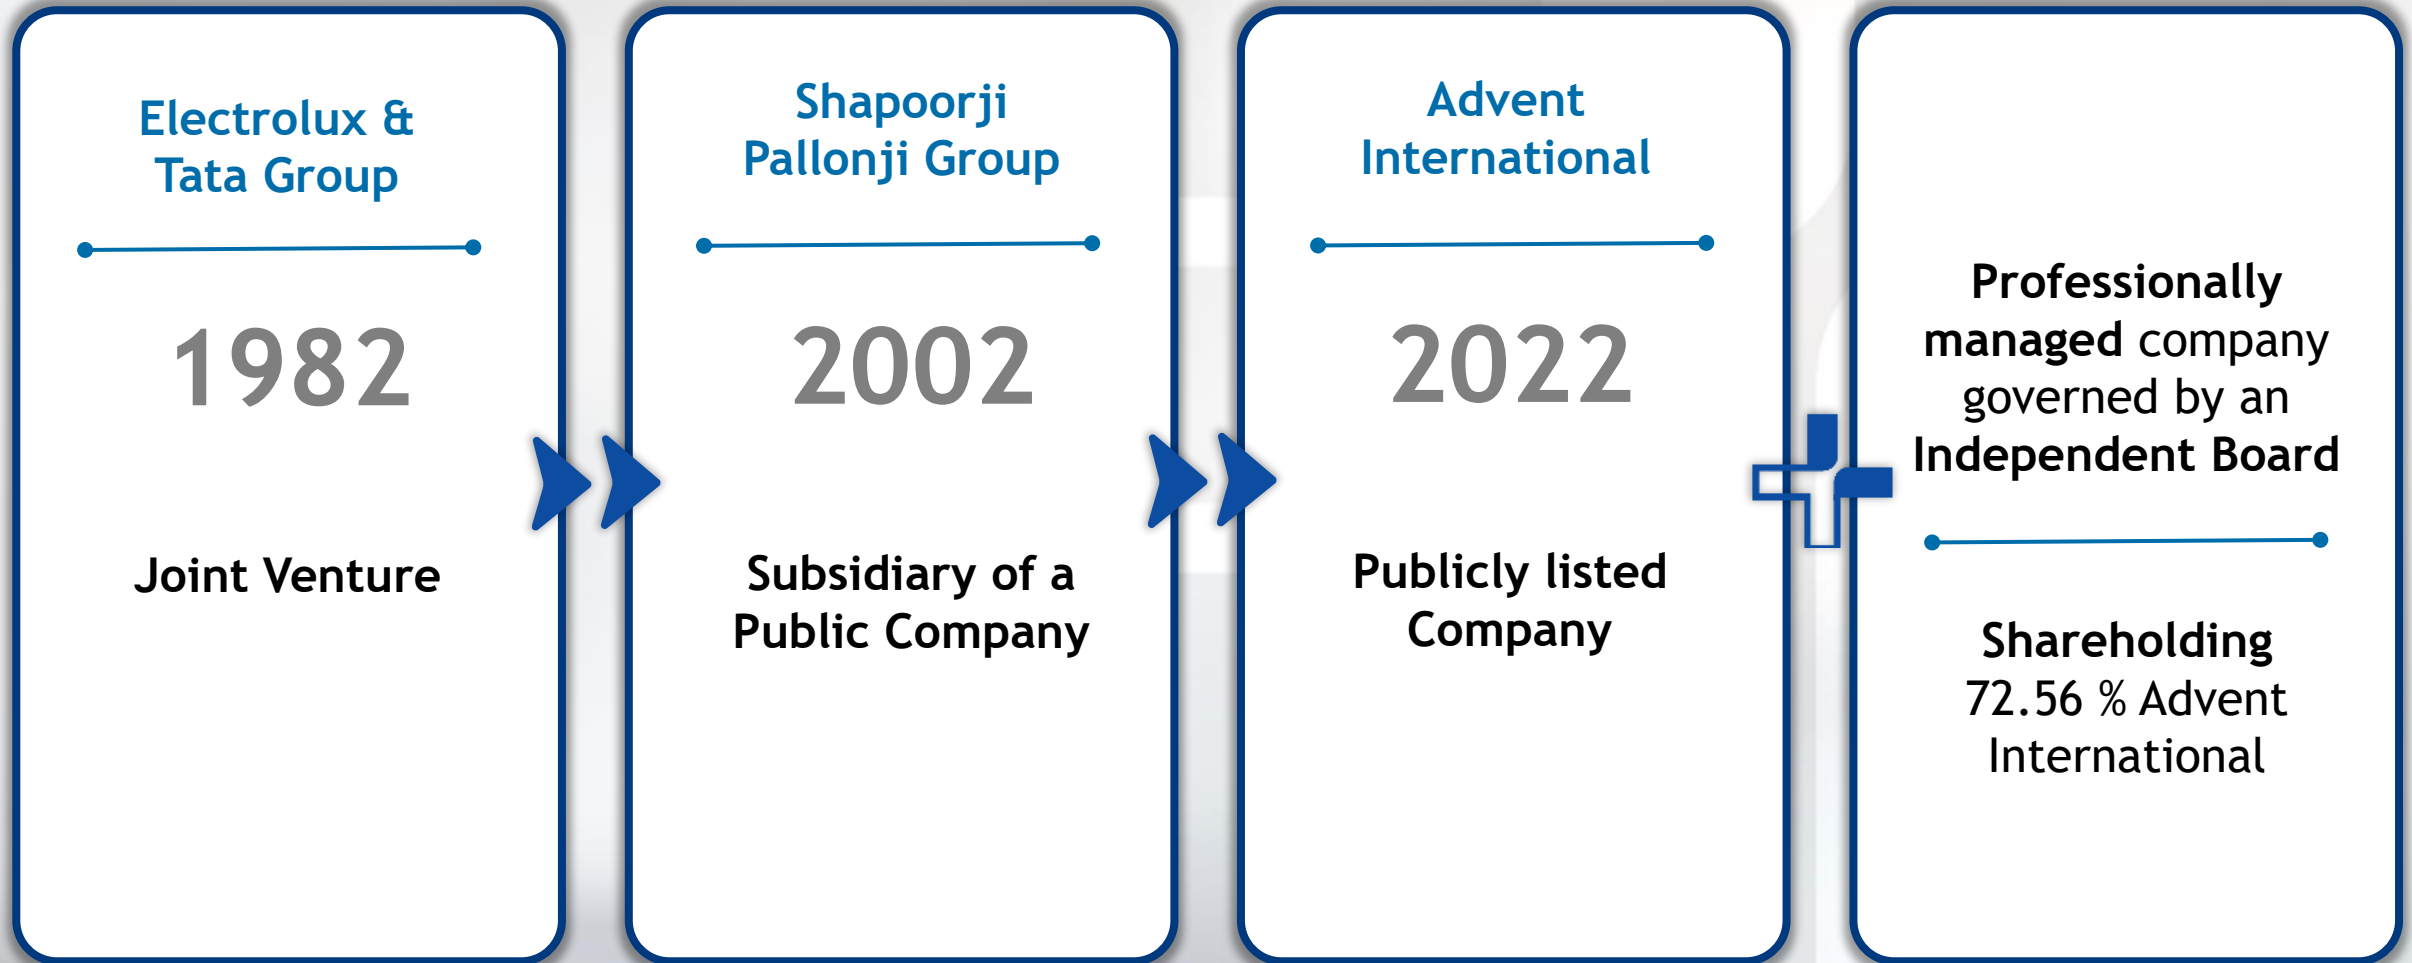 Electrolux &
Tata Group
1982
Joint Venture
Shapoorji
Pallonji Group
2002
Subsidiary of a
Public Company
Advent
International
2022
Publicly listed
Company
Professionally
managed company
governed by an
Independent Board
Shareholding
72.56 % Advent
International